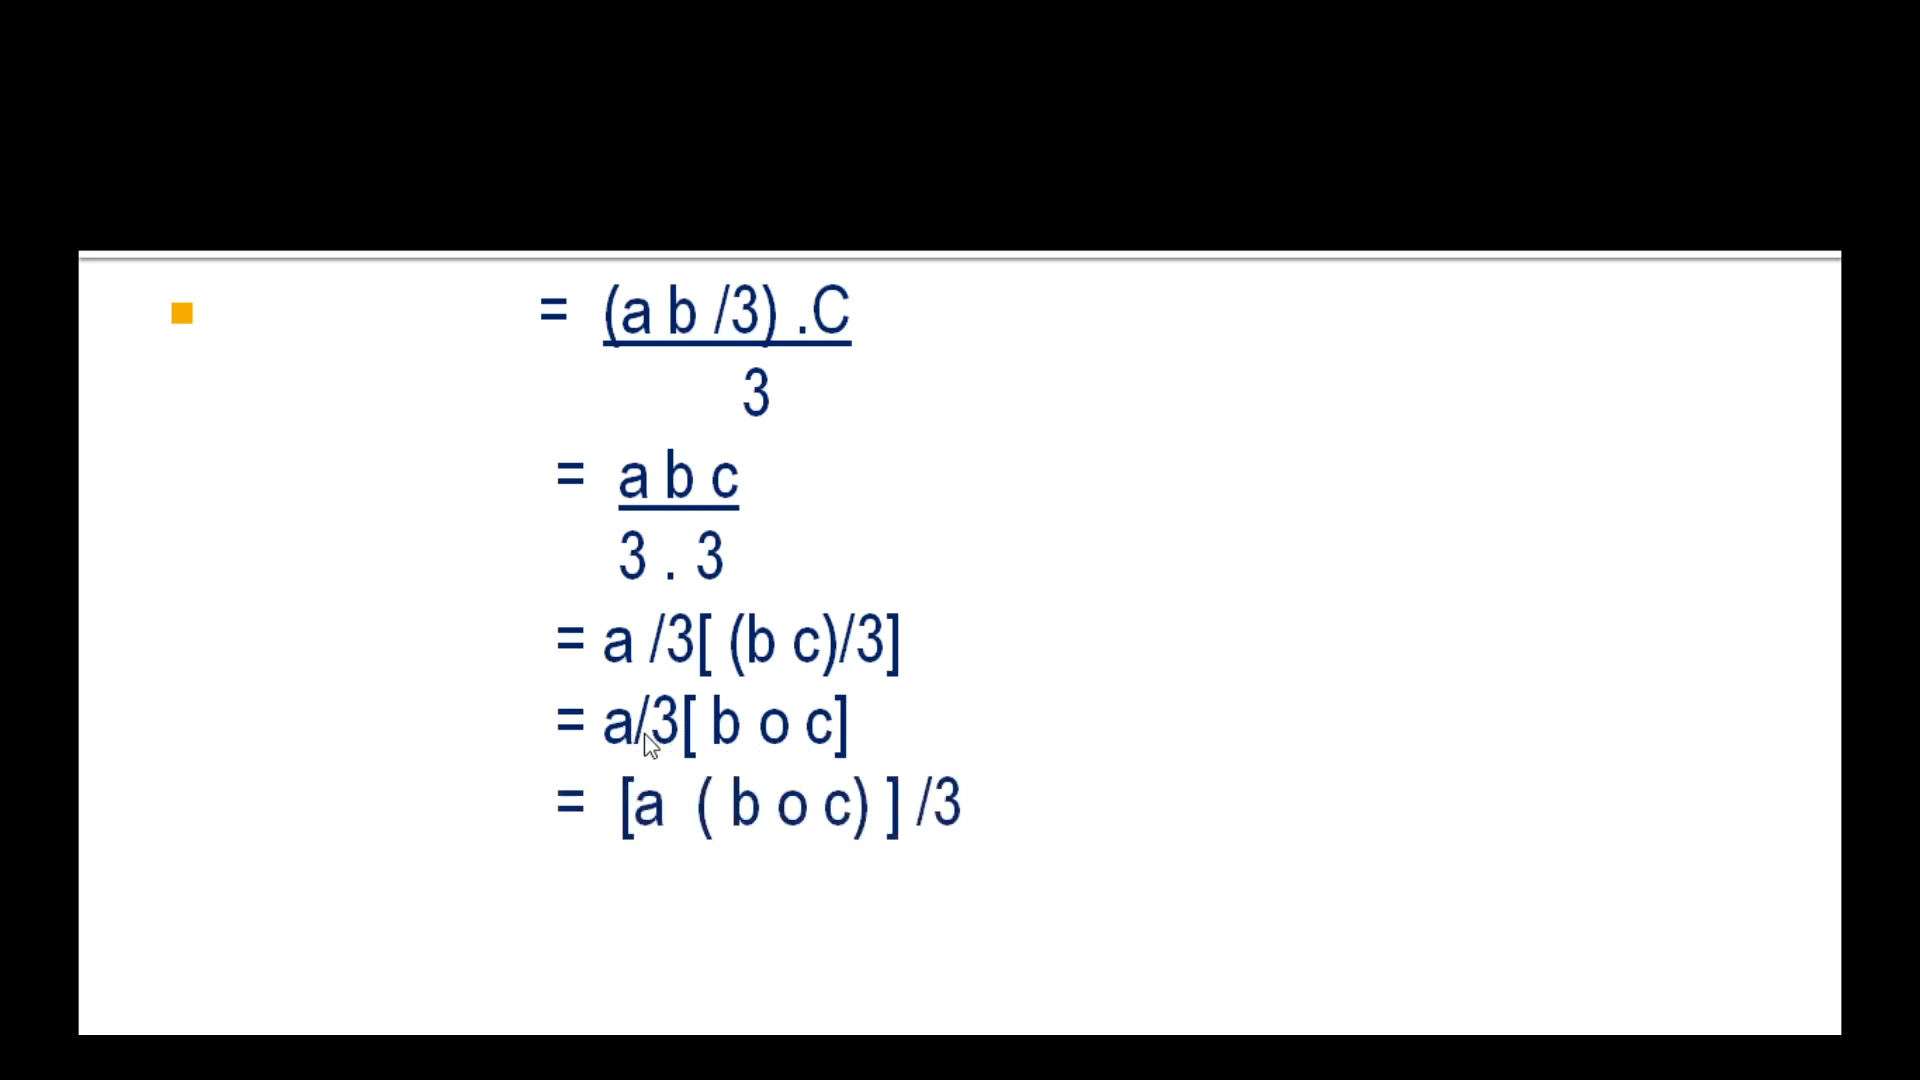 = (a b /3) .C
3
= a b c
3 . 3
= a /3[ (b c)/3]
= a/3[ b o c]
= [a ( b o c) ] /3